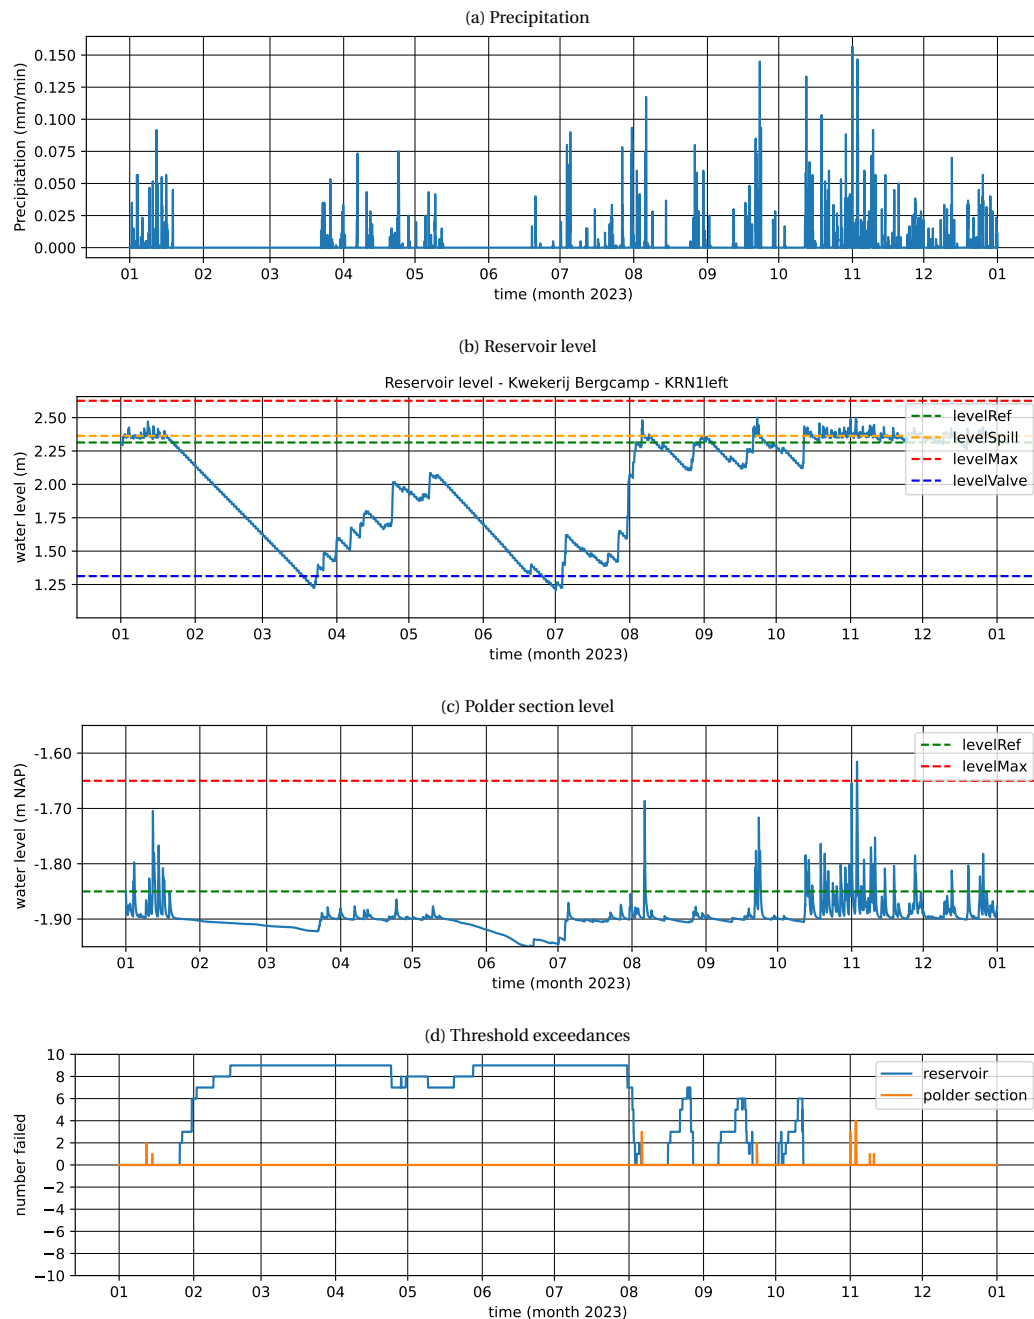 (a) Precipitation
0.150
0.125
0.100
0.075
0.050
0.025
0.000
Precipitation (mm/min)
01 02 03 04 05 06 07 08 09 10 11 12 01
time (month 2023)
(b) Reservoir level
Reservoir level - Kwekerij Bergcamp - KRN1left
2.50
2.25
2.00
1.75
1.50
1.25
water level (m)
levelRef
levelSpill
levelMax
levelValve
01 02 03 04 05 06 07 08 09 10 11 12 01
time (month 2023)
(c) Polder section level
-1.60
-1.70
-1.80
-1.90
water level (m NAP)
levelRef
levelMax
01 02 03 04 05 06 07 08 09 10 11 12 01
time (month 2023)
(d) Threshold exceedances
10
8
6
4
2
0
−2
−4
−6
−8
−10
number failed
reservoir
polder section
01 02 03 04 05 06 07 08 09 10 11 12 01
time (month 2023)